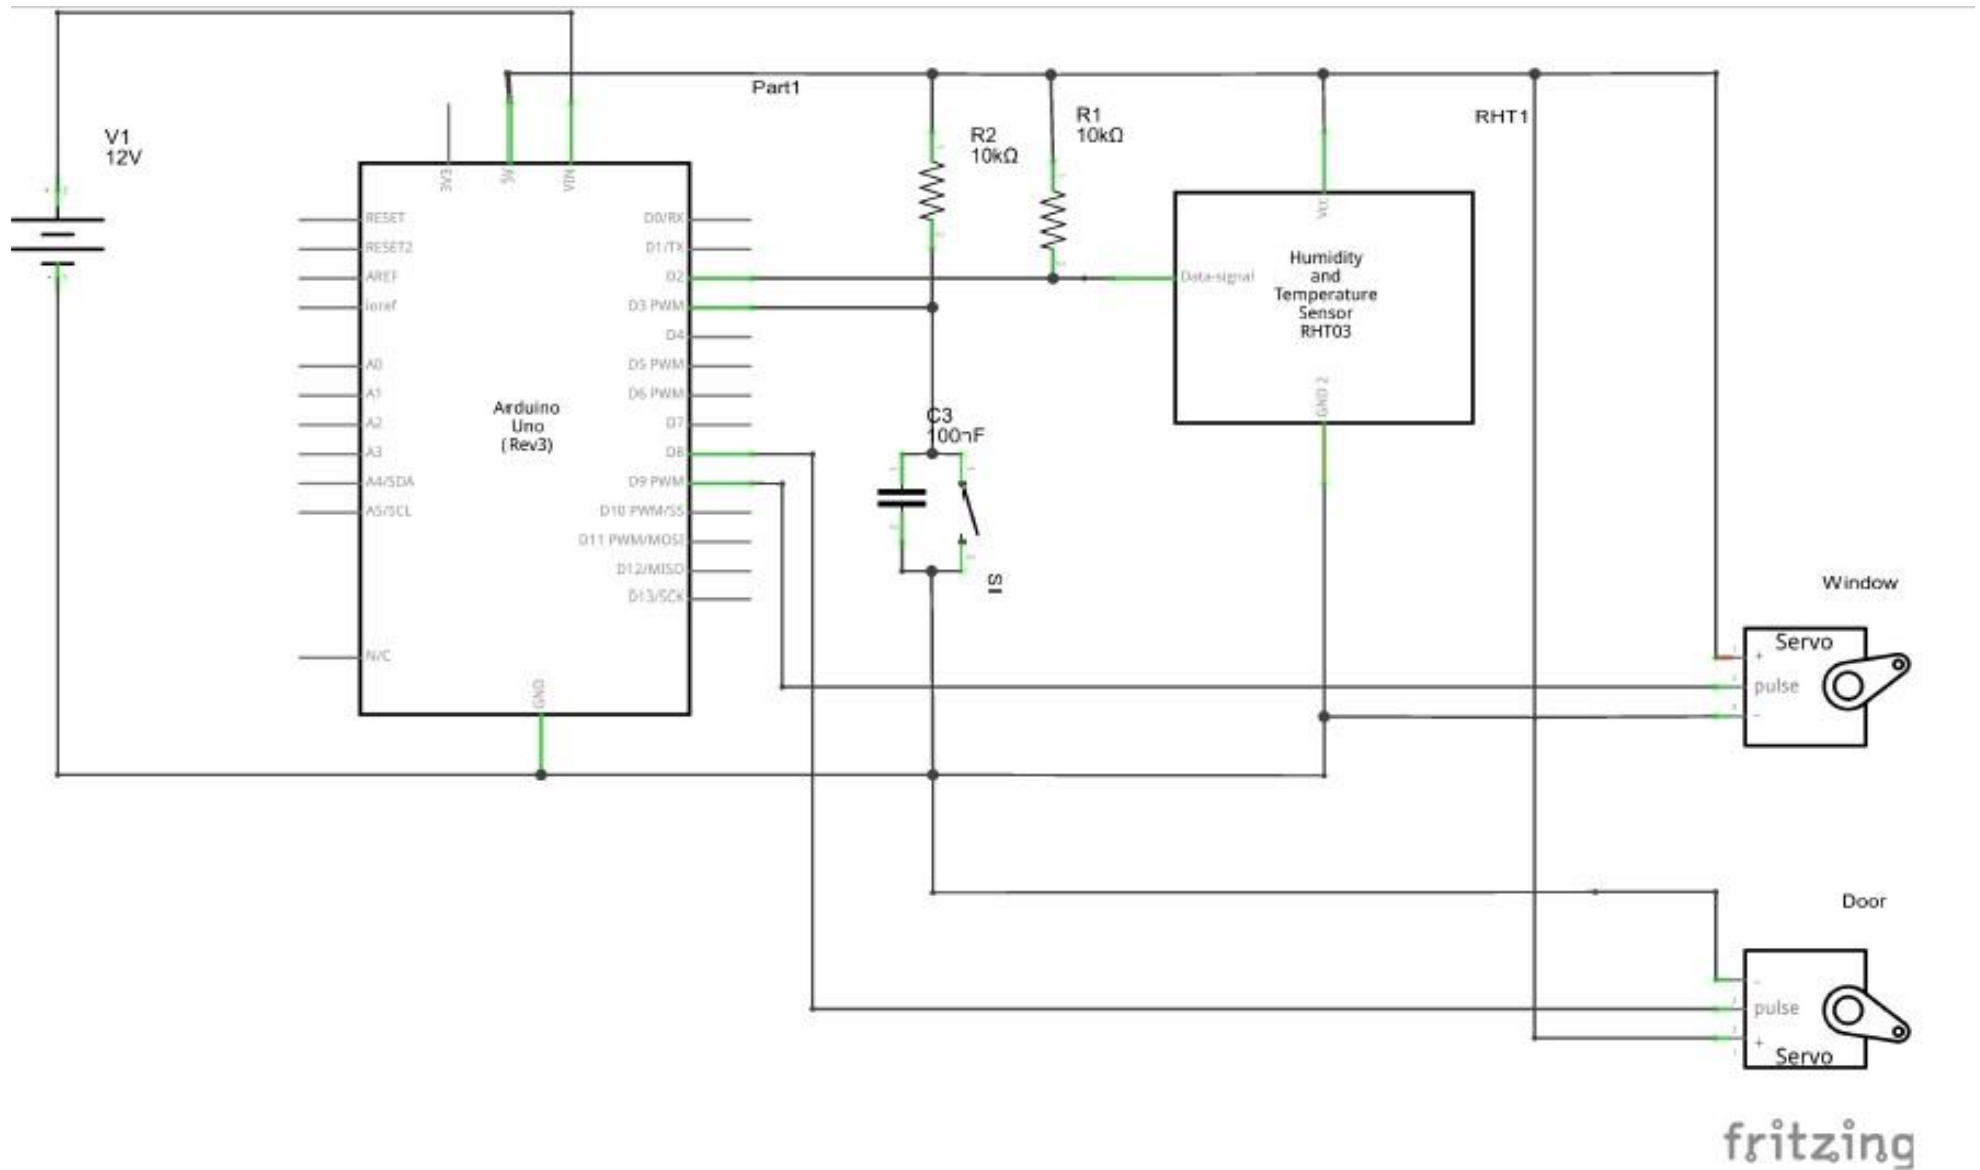 Part1
V1
12V
R2
10kΩ
R1
10kΩ
RHT1
3V3
5V
VIN
RESET
RESET2
AREF
ioref
A0
A1
A2
A3
A4/SDA
A5/SCL
N/C
D0/RX
D1/TX
D2
D3 PWM
D4
D5 PWM
D6 PWM
D7
D8
D9 PWM
D10 PWM/SS
D11 PWM/MOSI
D12/MISO
D13/SCK
GND
Arduino
Uno
(Rev3)
C3
100nF
S1
Vcc
Data-signal
Humidity
and
Temperature
Sensor
RHT03
GND 2
Window
Servo
+
pulse
-
Door
-
pulse
+
Servo
fritzing